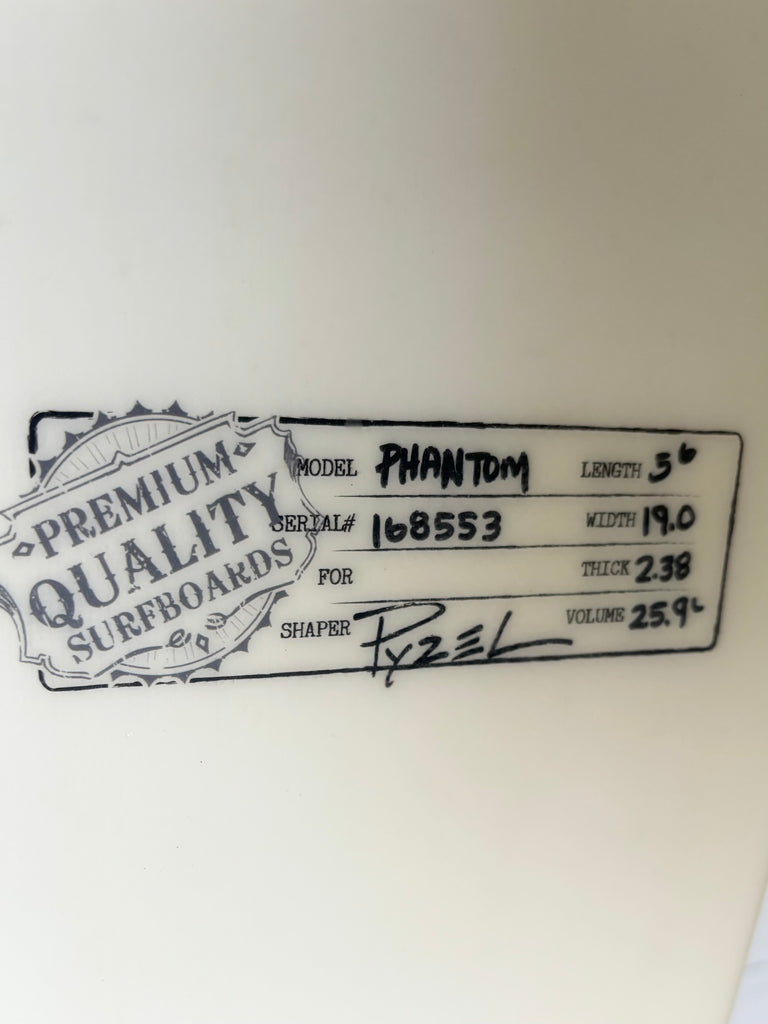 PREMIUM
QUALITY
SURFBOARDS
MODEL PHANTOM LENGTH 5 6
SERIAL# 168553 WIDTH 19.0
FOR THICK 2.38
SHAPER PYZEL VOLUME 25.9L